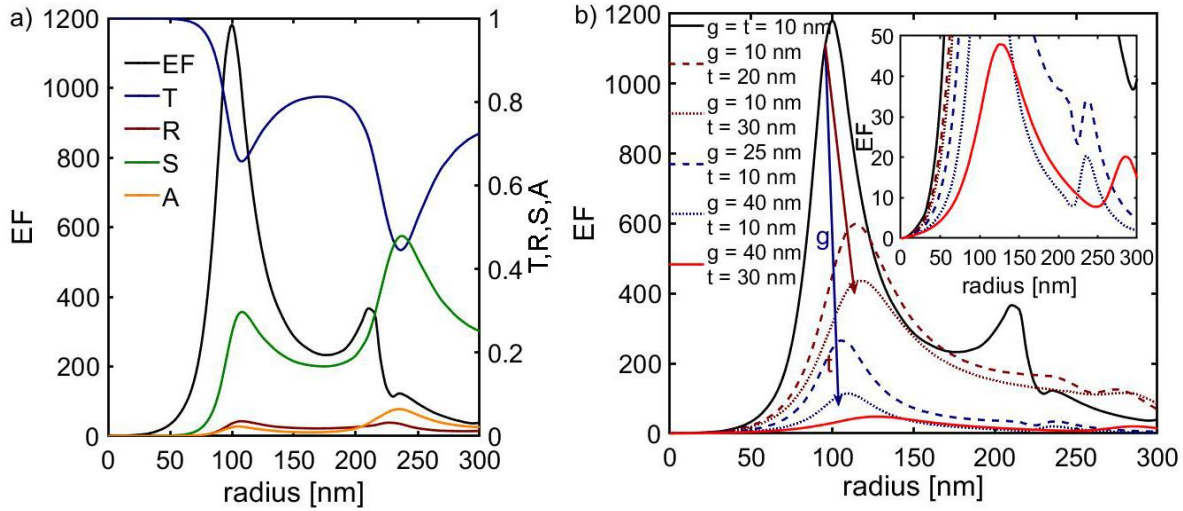 a)
1200
1000
800
600
400
200
0
EF
EF
T
R
S
A
1
0.8
0.6
0.4
0.2
0
T,R,S,A
0 50 100 150 200 250 300
radius [nm]
b)
1200
1000
800
600
400
200
0
EF
g = t = 10 nm
g = 10 nm
t = 20 nm
g = 10 nm
t = 30 nm
g = 25 nm
t = 10 nm
g = 40 nm
t = 10 nm
g = 40 nm
t = 30 nm
g
t
50
40
30
20
10
0
EF
0 50 100 150 200 250 300
radius [nm]
0 50 100 150 200 250 300
radius [nm]